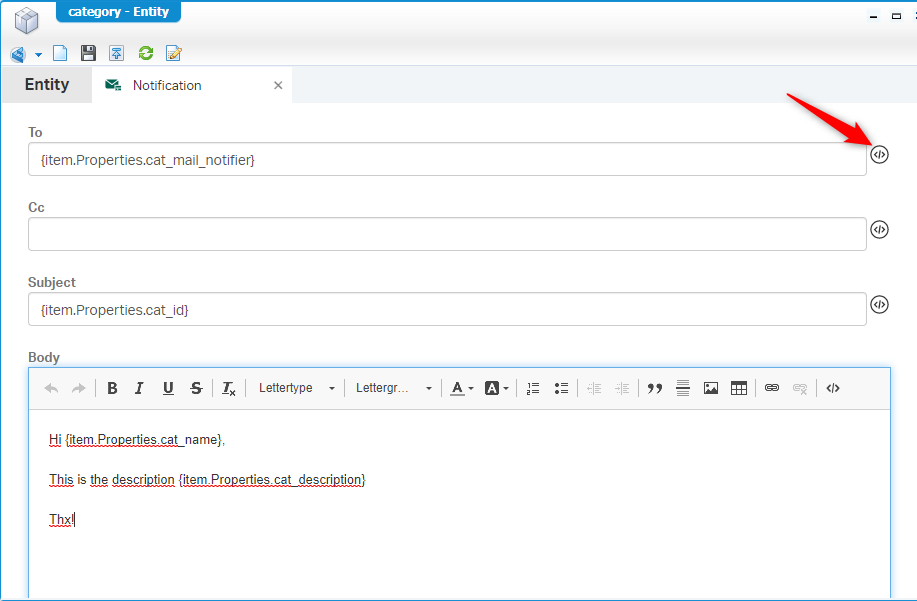 category - Entity
Entity
Notification
To
{item.Properties.cat_mail_notifier}
Cc
Subject
{item.Properties.cat_id}
Body
B I U S Ix Lettertype Lettergr... A A
Hi {item.Properties.cat_name},
This is the description {item.Properties.cat_description}
Thx!